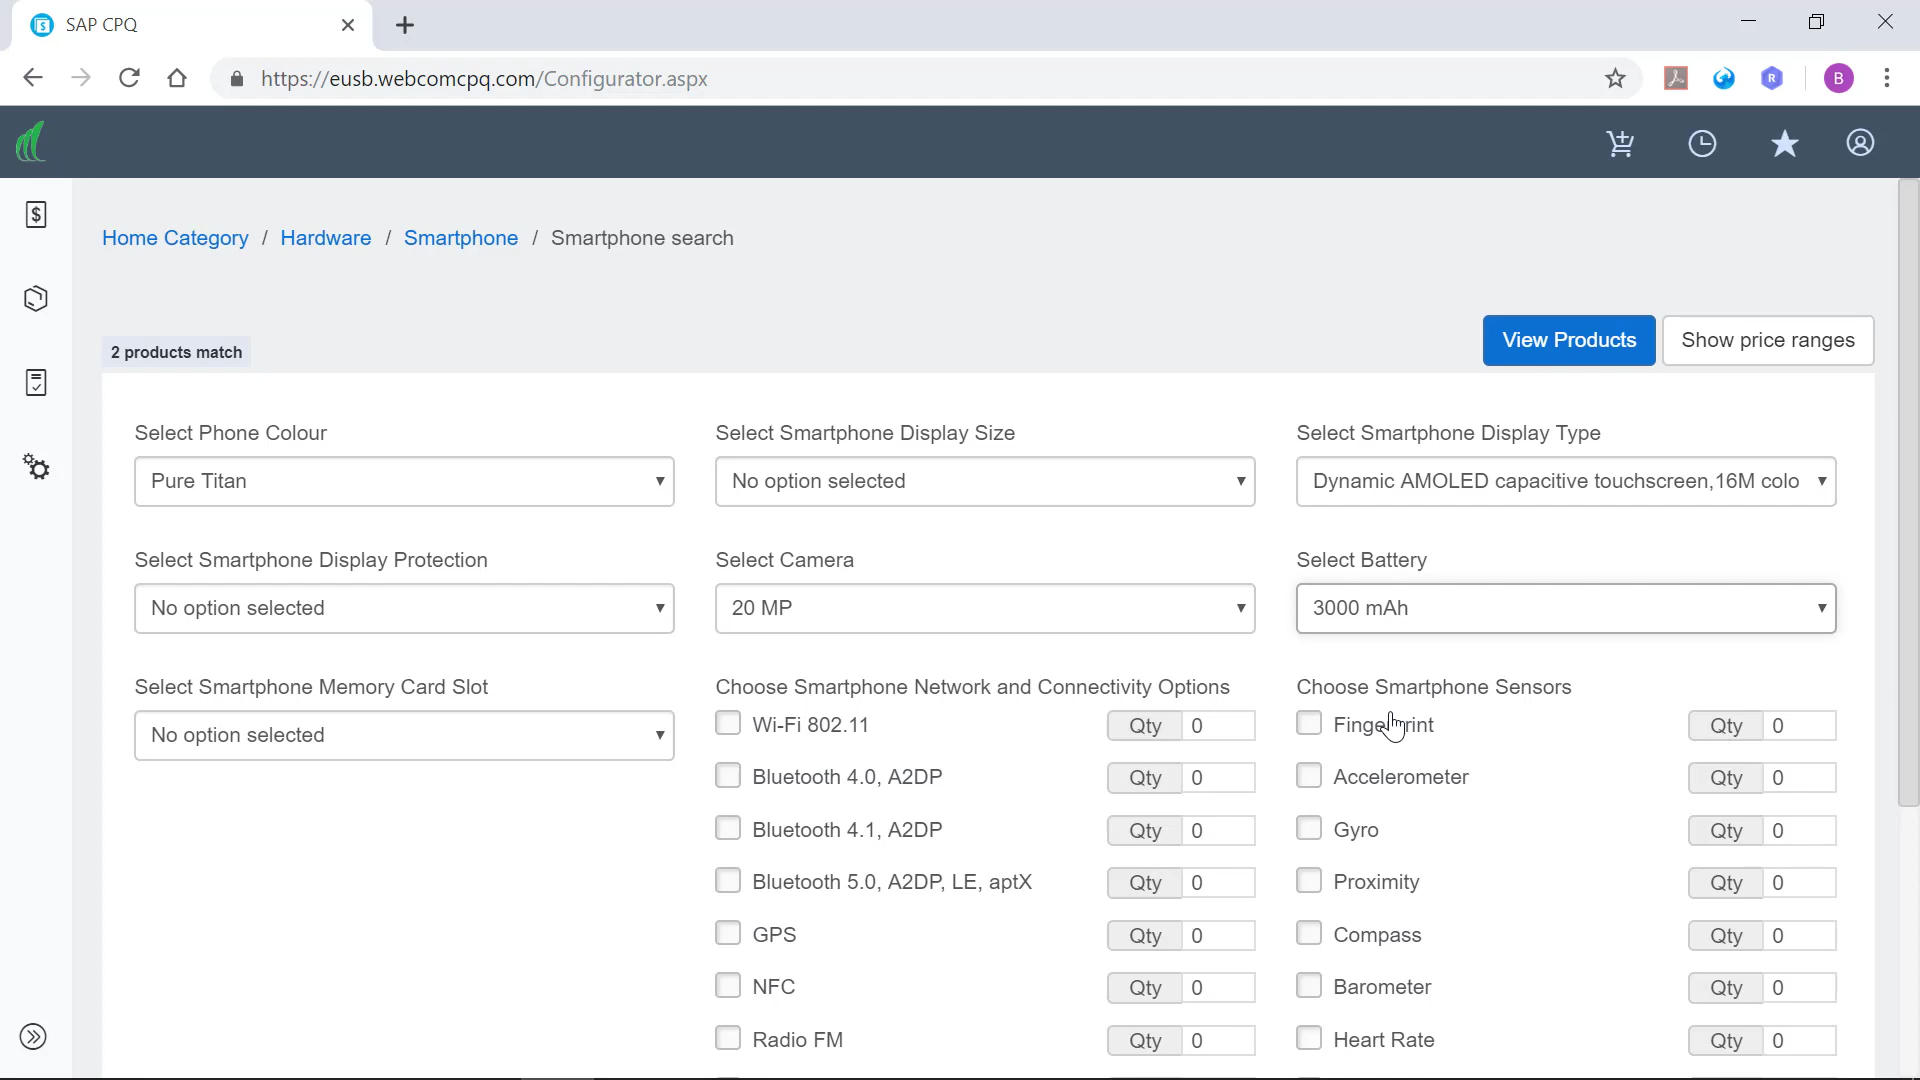 SAP CPQ
https://eusb.webcomcpq.com/Configurator.aspx
R
B
$
Home Category / Hardware / Smartphone / Smartphone search
2 products match
View Products
Show price ranges
Select Phone Colour
Pure Titan
Select Smartphone Display Size
No option selected
Select Smartphone Display Type
Dynamic AMOLED capacitive touchscreen,16M colo
Select Smartphone Display Protection
No option selected
Select Camera
20 MP
Select Battery
3000 mAh
Select Smartphone Memory Card Slot
No option selected
Choose Smartphone Network and Connectivity Options
Wi-Fi 802.11 Qty 0
Bluetooth 4.0, A2DP Qty 0
Bluetooth 4.1, A2DP Qty 0
Bluetooth 5.0, A2DP, LE, aptX Qty 0
GPS Qty 0
NFC Qty 0
Radio FM Qty 0
Choose Smartphone Sensors
Fingerprint Qty 0
Accelerometer Qty 0
Gyro Qty 0
Proximity Qty 0
Compass Qty 0
Barometer Qty 0
Heart Rate Qty 0